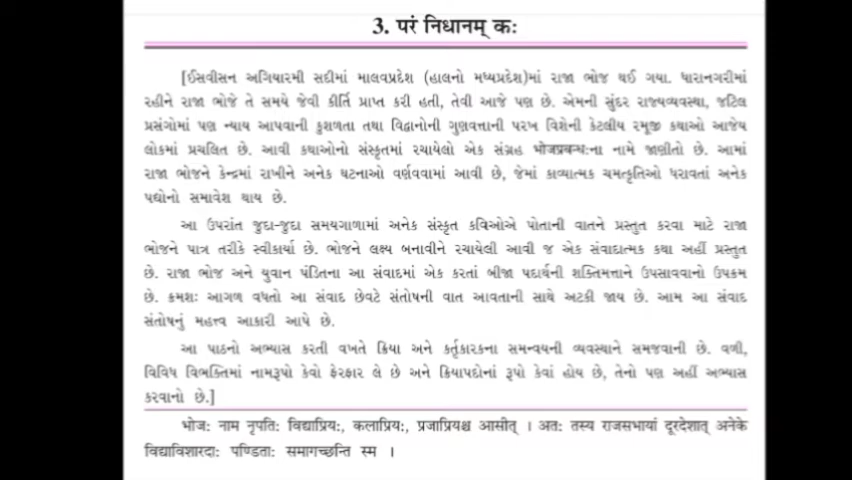 3. परं निधानम् कः
[ઈસવીસન અગિયારમી સદીમાં માલવપ્રદેશ (હાલનો મધ્યપ્રદેશ)માં રાજા ભોજ થઈ ગયા. ધારાનગરીમાં
રહીને રાજા ભોજે તે સમયે જેવી કીર્તિ પ્રાપ્ત કરી હતી, તેવી આજે પણ છે. એમની સુંદર રાજ્યવ્યવસ્થા, જટિલ
પ્રસંગોમાં પણ ન્યાય આપવાની કુશળતા તથા વિદ્વાનોની ગુણવત્તાની પરખ વિશેની કેટલીય રમૂજી કથાઓ આજેય
લોકમાં પ્રચલિત છે. આવી કથાઓનો સંસ્કૃતમાં રચાયેલો એક સંગ્રહ ભોજપ્રબન્ધઃના નામે જાણીતો છે. આમાં
રાજા ભોજને કેન્દ્રમાં રાખીને અનેક ઘટનાઓ વર્ણવવામાં આવી છે, જેમાં કાવ્યાત્મક ચમત્કૃતિઓ ધરાવતાં અનેક
પદ્યોનો સમાવેશ થાય છે.
આ ઉપરાંત જુદા-જુદા સમયગાળામાં અનેક સંસ્કૃત કવિઓએ પોતાની વાતને પ્રસ્તુત કરવા માટે રાજા
ભોજને પાત્ર તરીકે સ્વીકાર્યા છે. ભોજને લક્ષ્ય બનાવીને રચાયેલી આવી જ એક સંવાદાત્મક કથા અહીં પ્રસ્તુત
છે. રાજા ભોજ અને યુવાન પંડિતના આ સંવાદમાં એક કરતાં બીજા પદાર્થની શક્તિમત્તાને ઉપસાવવાનો ઉપક્રમ
છે. ક્રમશઃ આગળ વધતો આ સંવાદ છેવટે સંતોષની વાત આવતાની સાથે અટકી જાય છે. આમ આ સંવાદ
સંતોષનું મહત્ત્વ આકારી આપે છે.
આ પાઠનો અભ્યાસ કરતી વખતે ક્રિયા અને કર્તૃકારકના સમન્વયની વ્યવસ્થાને સમજવાની છે. વળી,
વિવિધ વિભક્તિમાં નામરૂપો કેવો ફેરફાર લે છે અને ક્રિયાપદોનાં રૂપો કેવાં હોય છે, તેનો પણ અહીં અભ્યાસ
કરવાનો છે.]
भोजः नाम नृपतिः विद्याप्रियः, कलाप्रियः, प्रजाप्रियश्च आसीत् । अतः तस्य राजसभायां दूरदेशात् अनेके
विद्याविशारदाः पण्डिताः समागच्छन्ति स्म ।